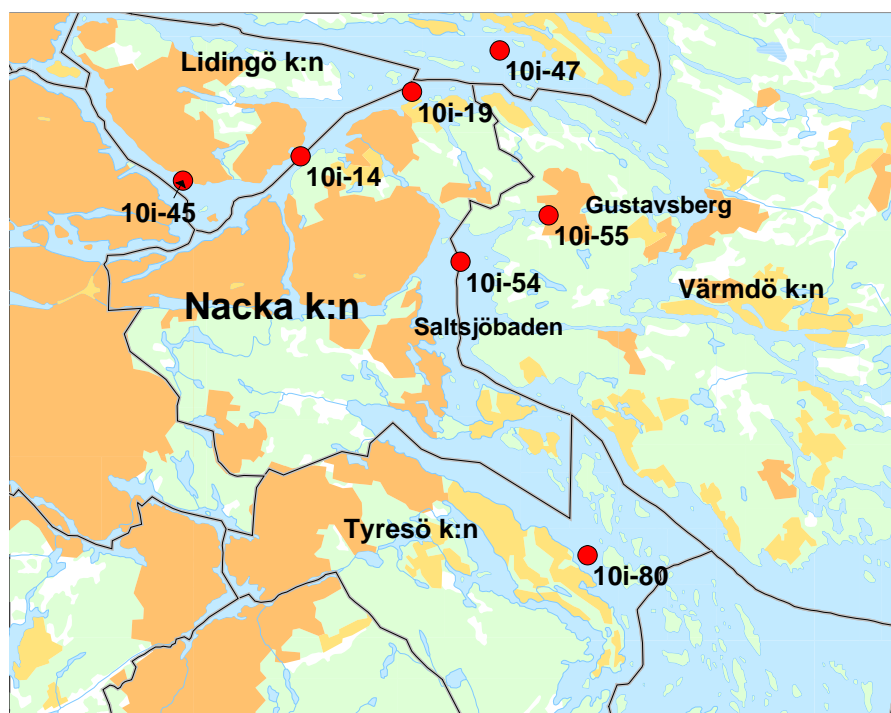 Lidingö k:n
10i-47
10i-19
10i-14
10i-45
Gustavsberg
10i-55
10i-54
Värmdö k:n
Nacka k:n
Saltsjöbaden
Tyresö k:n
10i-80